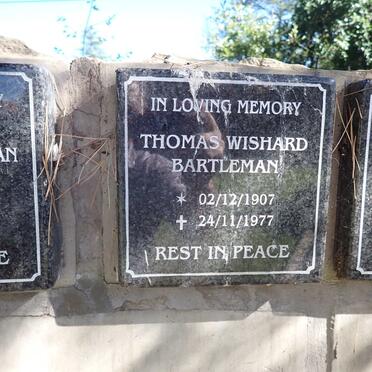 IN LOVING MEMORY
THOMAS WISHARD
BARTLEMAN
* 02/12/1907
✝ 24/11/1977
REST IN PEACE